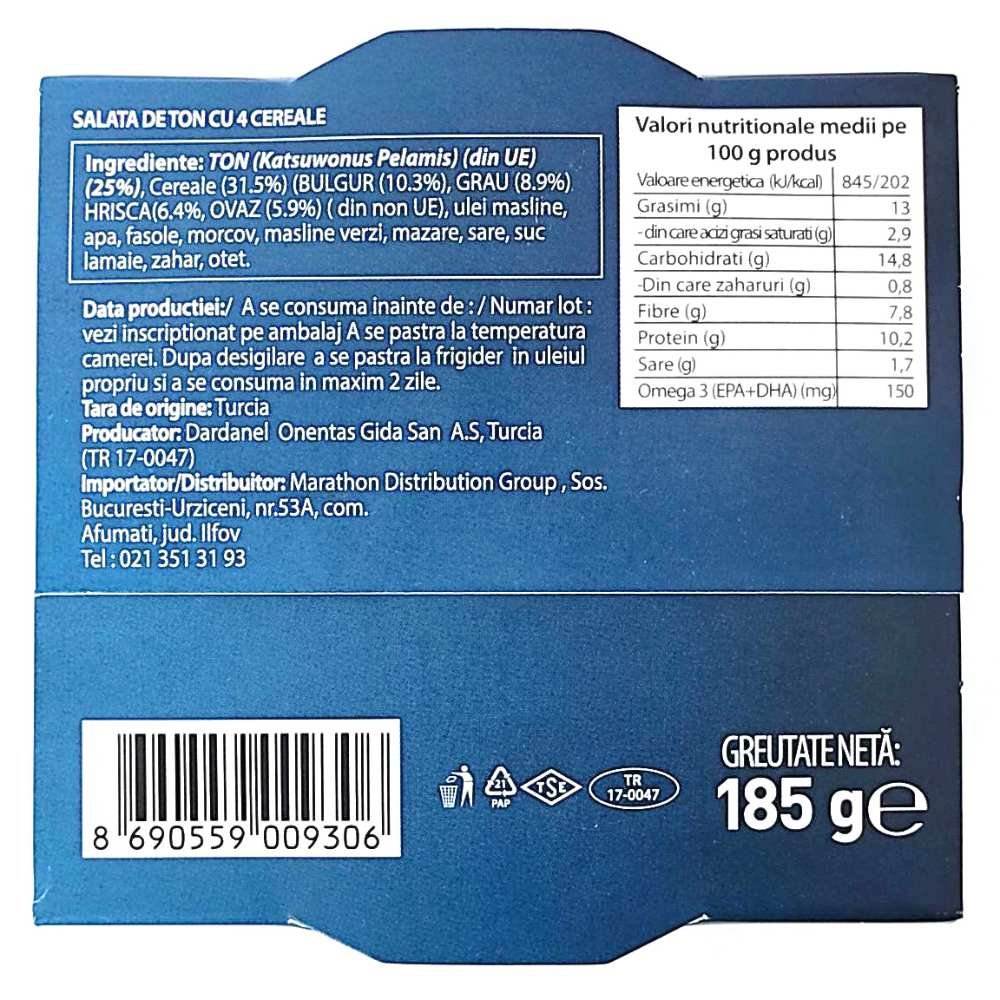 SALATA DE TON CU 4 CEREALE
Ingrediente: TON (Katsuwonus Pelamis) (din UE)
(25%), Cereale (31.5%) (BULGUR (10.3%), GRAU (8.9%)
HRISCA(6.4%, OVAZ (5.9%) ( din non UE), ulei masline,
apa, fasole, morcov, masline verzi, mazare, sare, suc
lamaie, zahar, otet.
Data productiei:/ A se consuma inainte de : / Numar lot :
vezi inscriptionat pe ambalaj A se pastra la temperatura
camerei. Dupa desigilare a se pastra la frigider in uleiul
propriu si a se consuma in maxim 2 zile.
Tara de origine: Turcia
Producator: Dardanel Onentas Gida San A.S, Turcia
(TR 17-0047)
Importator/Distribuitor: Marathon Distribution Group , Sos.
Bucuresti-Urziceni, nr.53A, com.
Afumati, jud. Ilfov
Tel : 021 351 31 93
Valori nutritionale medii pe
100 g produs
Valoare energetica (kJ/kcal) 845/202
Grasimi (g) 13
- din care acizi grasi saturati (g) 2,9
Carbohidrati (g) 14,8
-Din care zaharuri (g) 0,8
Fibre (g) 7,8
Protein (g) 10,2
Sare (g) 1,7
Omega 3 (EPA+DHA) (mg) 150
8 690559 009306
21
PAP
TSE
TR
17-0047
GREUTATE NETĂ:
185 g e